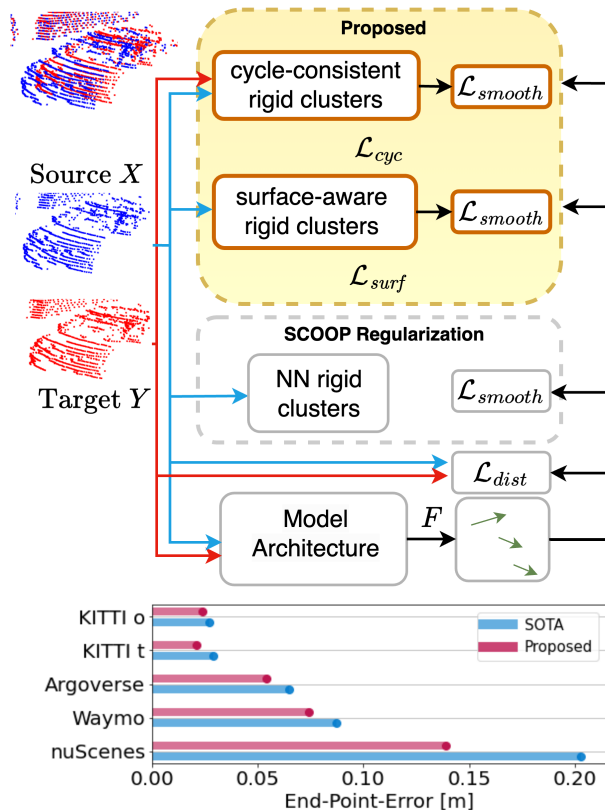 Proposed
cycle-consistent
rigid clusters
ℒsmooth
ℒcyc
Source X
surface-aware
rigid clusters
ℒsmooth
ℒsurf
SCOOP Regularization
NN rigid
clusters
ℒsmooth
Target Y
ℒdist
Model
Architecture
F
KITTI o
KITTI t
Argoverse
Waymo
nuScenes
SOTA
Proposed
0.00 0.05 0.10 0.15 0.20
End-Point-Error [m]